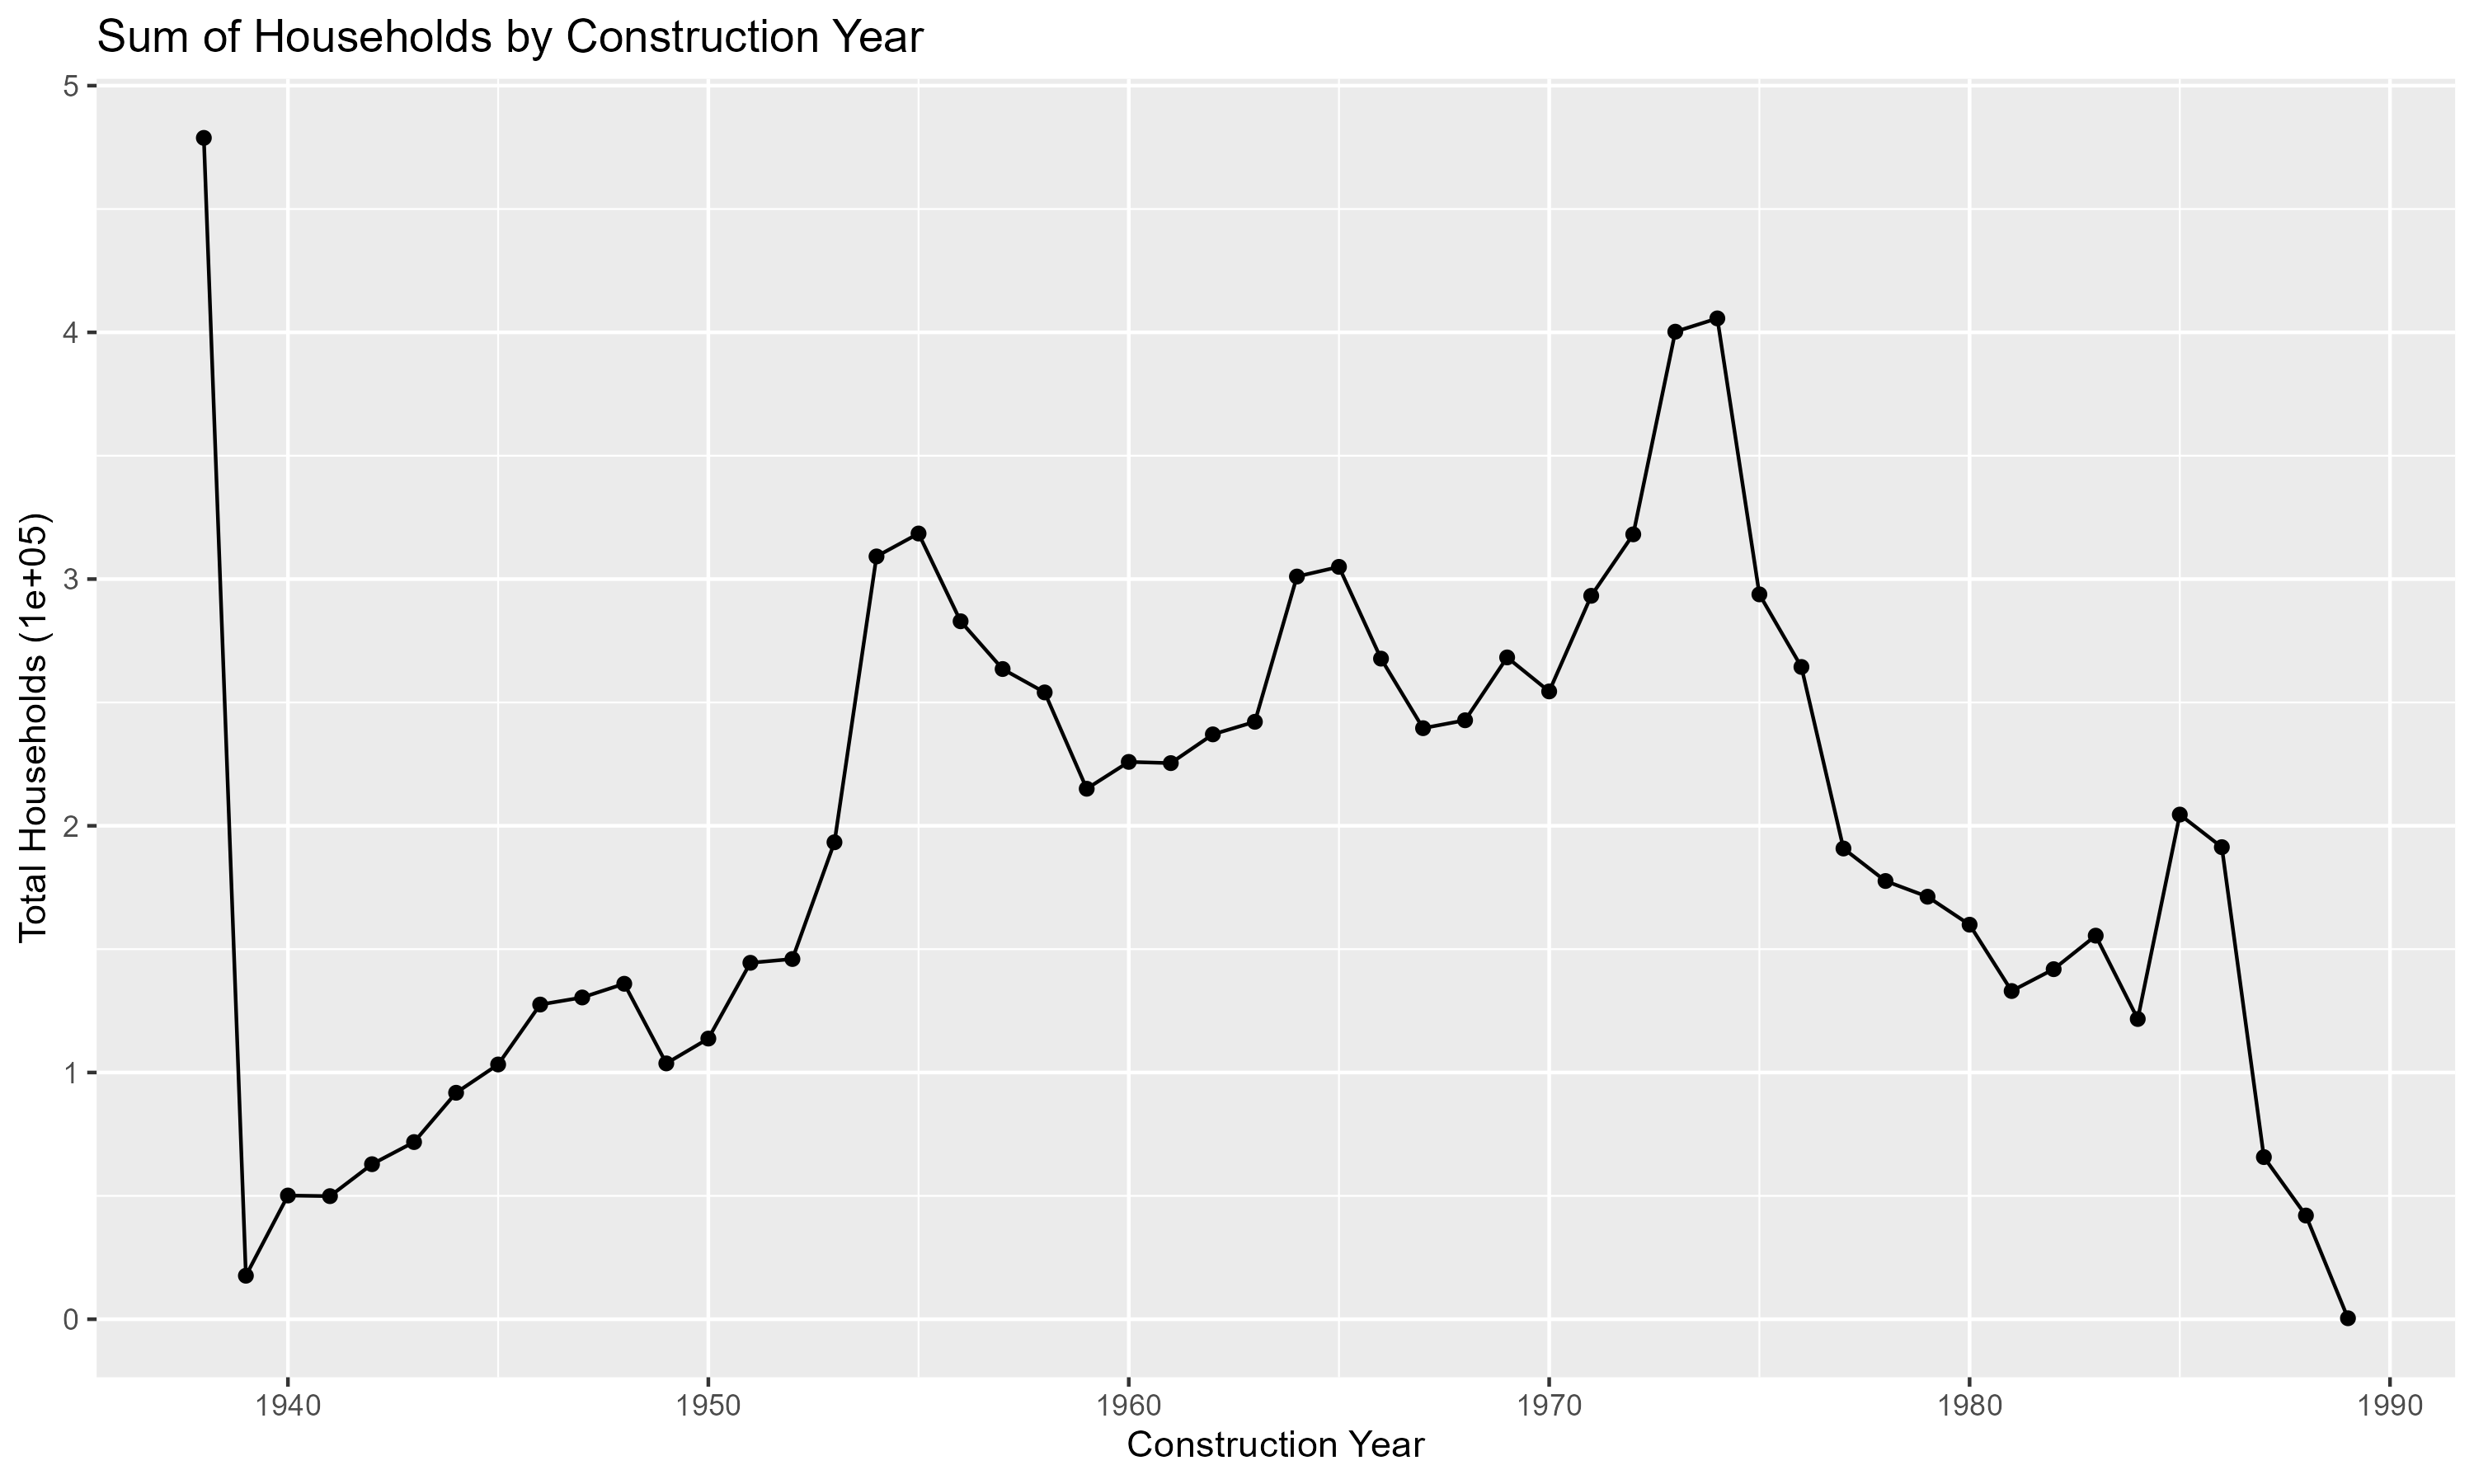 Sum of Households by Construction Year
Total Households (1e+05)
5
4
3
2
1
0
1940 1950 1960 1970 1980 1990
Construction Year